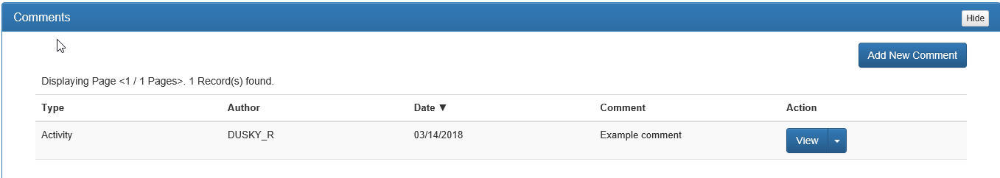 Comments Hide
Add New Comment
Displaying Page <1 / 1 Pages>. 1 Record(s) found.
Type Author Date ▼ Comment Action
Activity DUSKY_R 03/14/2018 Example comment View